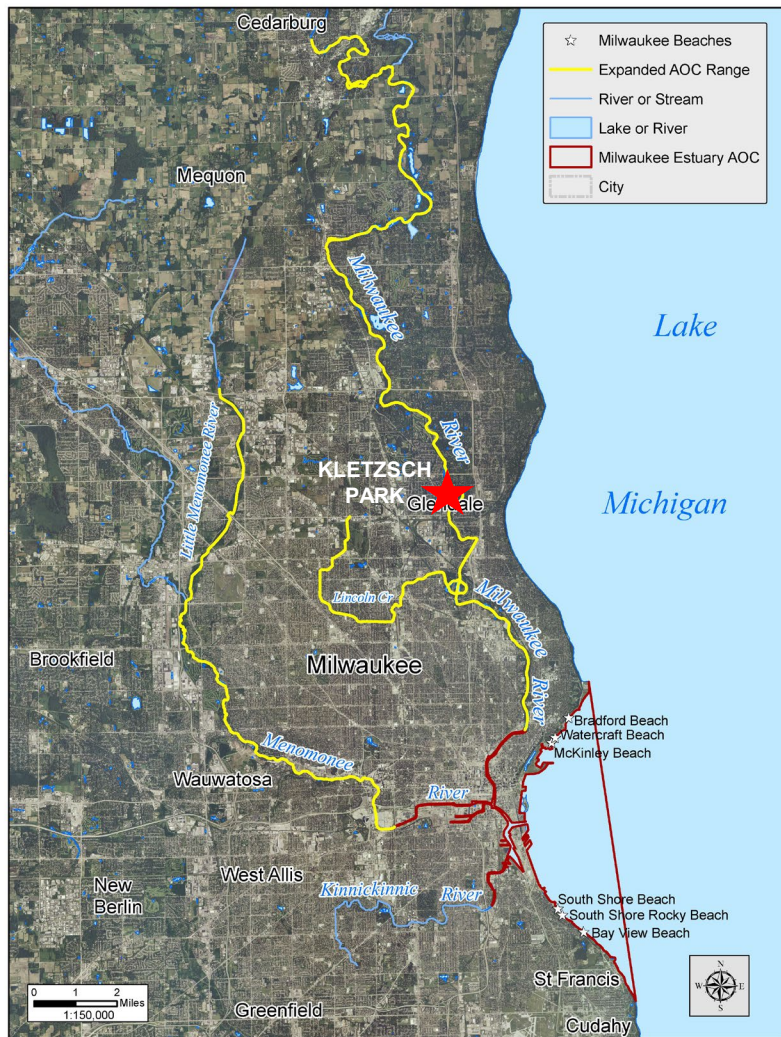 Cedarburg
Milwaukee Beaches
Expanded AOC Range
River or Stream
Lake or River
Milwaukee Estuary AOC
City
Mequon
Milwaukee
River
Lake
Michigan
Little Menomonee River
KLETZSCH
PARK
Glendale
Lincoln Cr
Milwaukee
River
Brookfield
Milwaukee
Bradford Beach
Watercraft Beach
McKinley Beach
Menomonee
River
Wauwatosa
West Allis
New
Berlin
Kinnickinnic
River
South Shore Beach
South Shore Rocky Beach
Bay View Beach
St Francis
Greenfield
Cudahy
0 1 2
Miles
1:150,000
N
W E
S